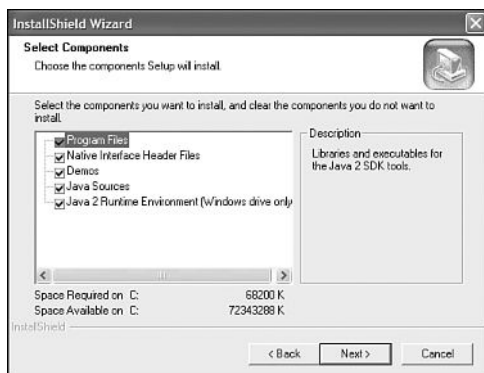 InstallShield Wizard
Select Components
Choose the components Setup will install.
Select the components you want to install, and clear the components you do not want to
install.
Program Files
Native Interface Header Files
Demos
Java Sources
Java 2 Runtime Environment (Windows drive only
Description
Libraries and executables for
the Java 2 SDK tools.
Space Required on C: 68200 K
Space Available on C: 72343288 K
InstallShield
< Back Next > Cancel